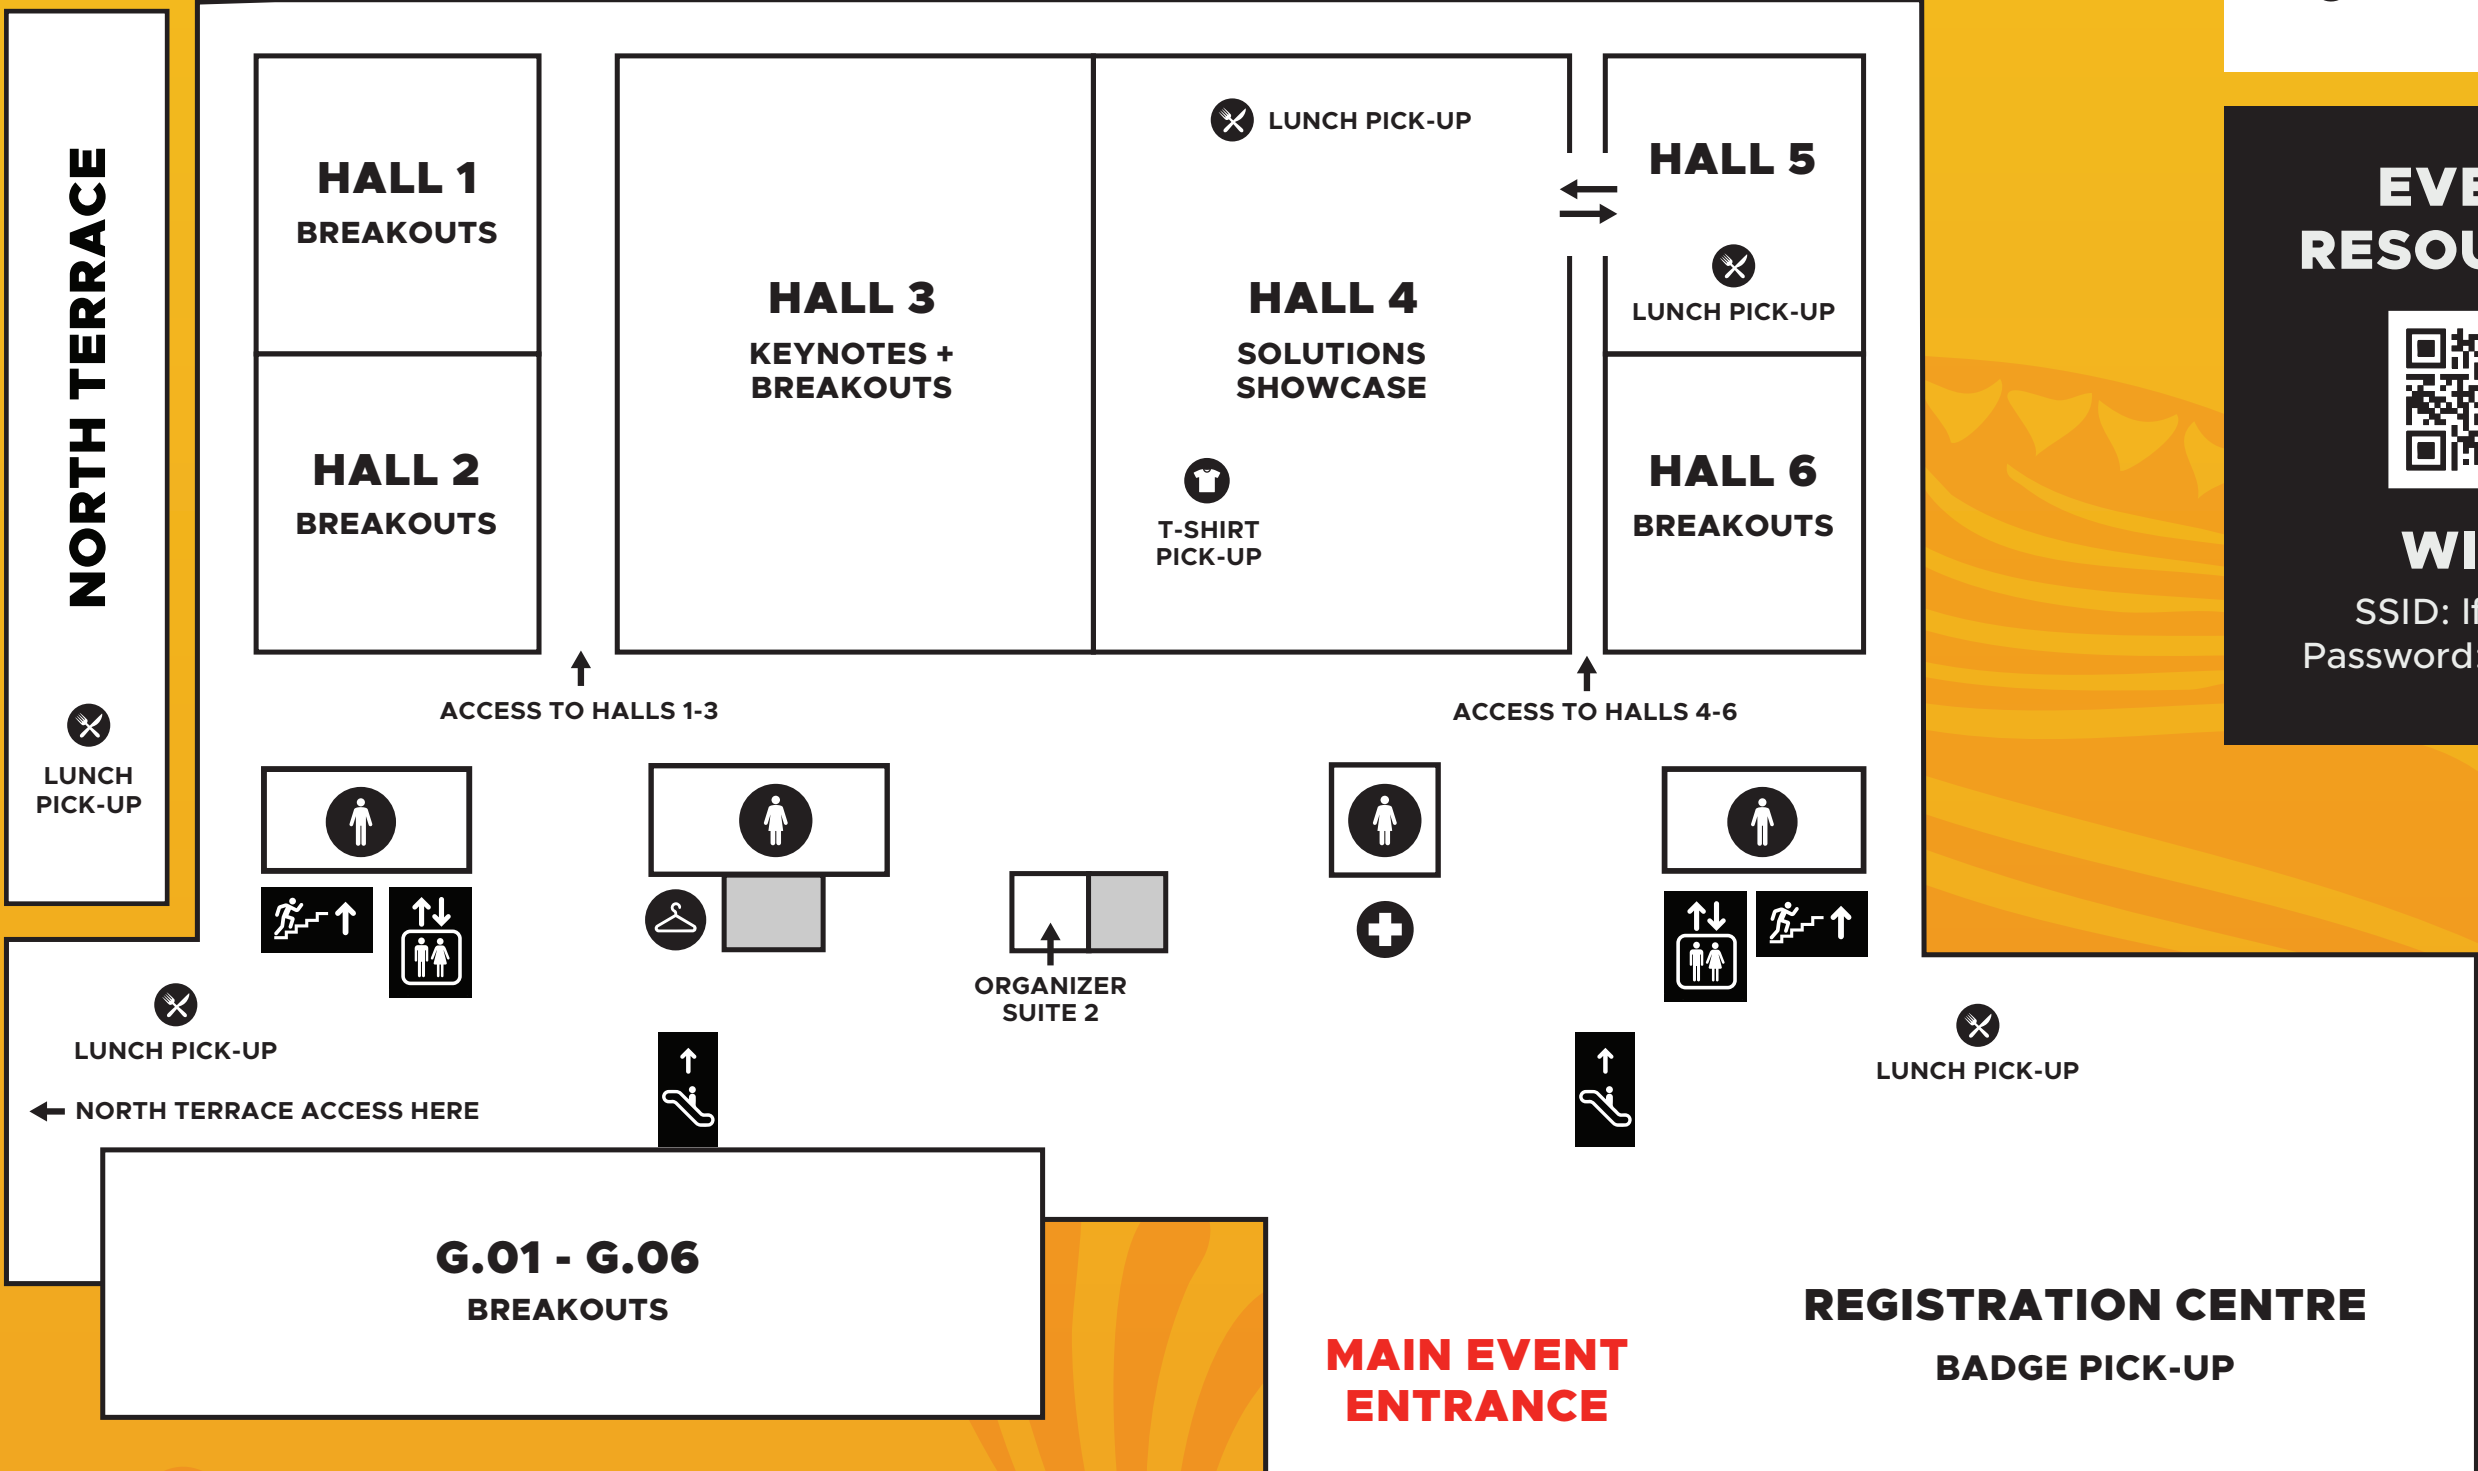 NORTH TERRACE
LUNCH
PICK-UP
HALL 1
BREAKOUTS
HALL 2
BREAKOUTS
HALL 3
KEYNOTES +
BREAKOUTS
LUNCH PICK-UP
HALL 4
SOLUTIONS
SHOWCASE
T-SHIRT
PICK-UP
HALL 5
LUNCH PICK-UP
HALL 6
BREAKOUTS
ACCESS TO HALLS 1-3
ACCESS TO HALLS 4-6
ORGANIZER
SUITE 2
LUNCH PICK-UP
NORTH TERRACE ACCESS HERE
LUNCH PICK-UP
G.01 - G.06
BREAKOUTS
MAIN EVENT
ENTRANCE
REGISTRATION CENTRE
BADGE PICK-UP
SSID:
Password: